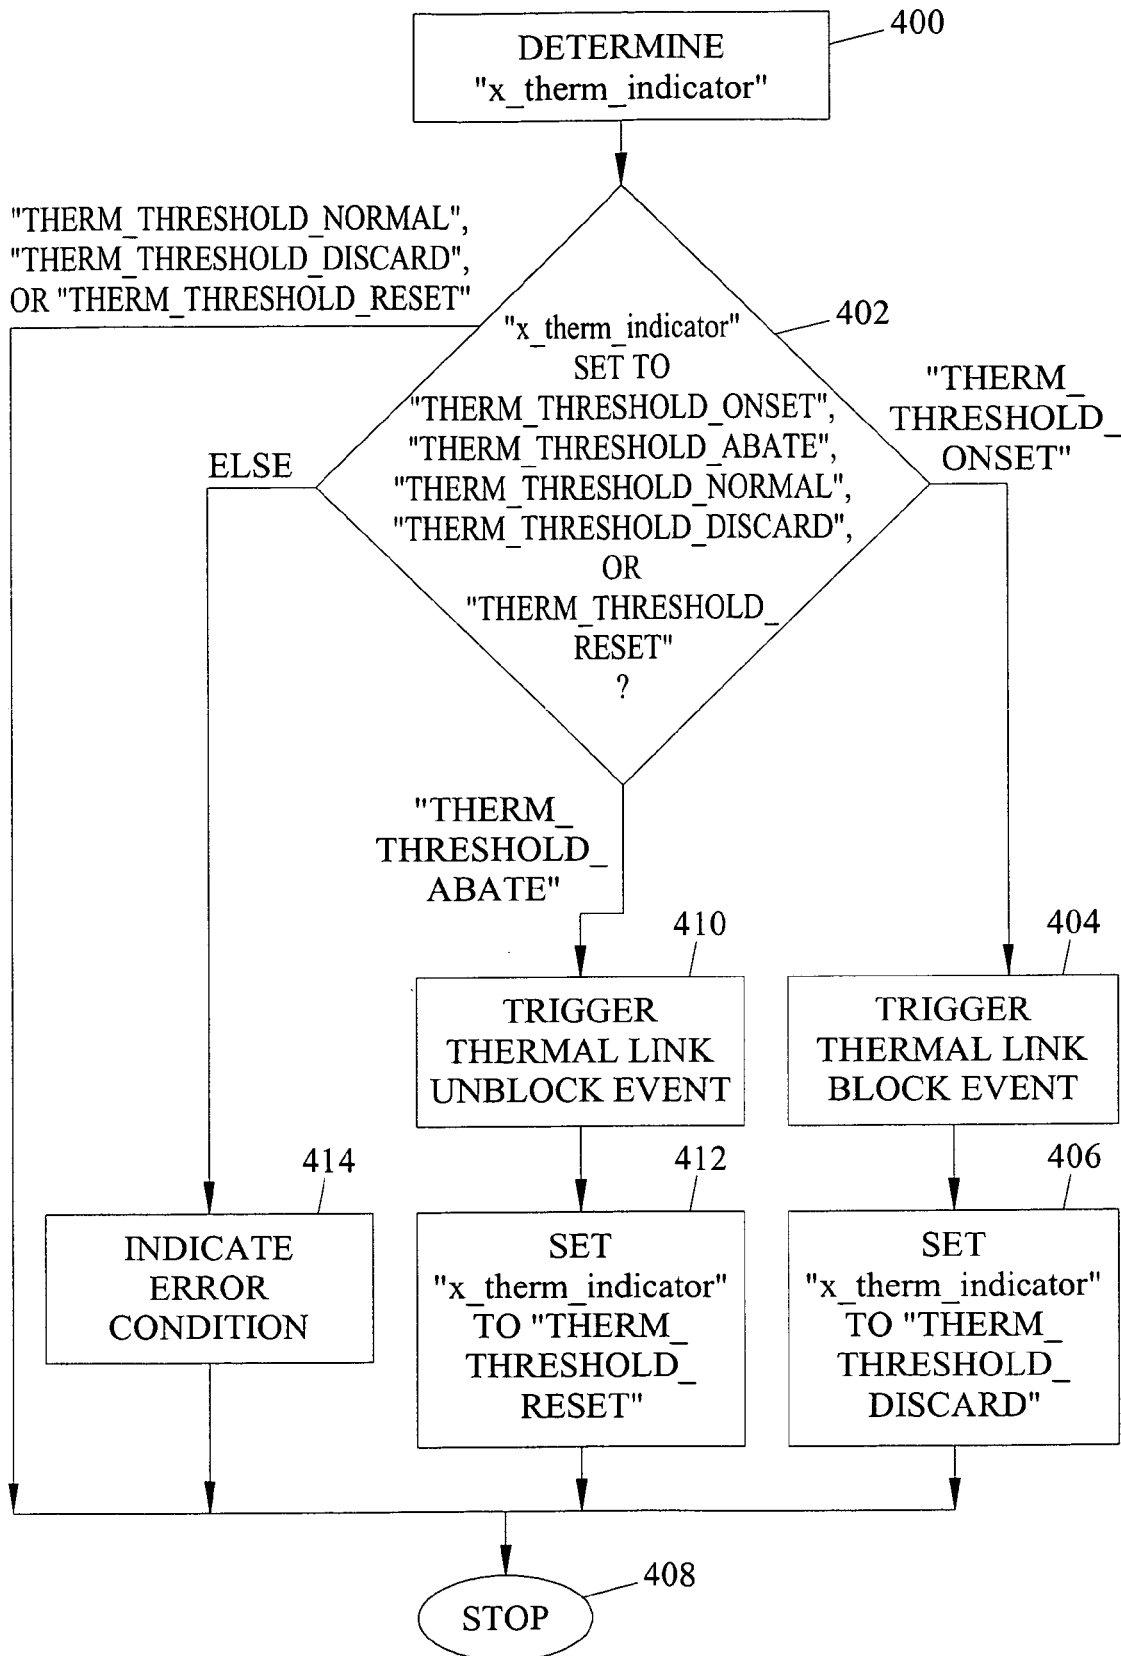 400
DETERMINE
"x_therm_indicator"
"THERM_THRESHOLD_NORMAL",
"THERM_THRESHOLD_DISCARD",
OR "THERM_THRESHOLD_RESET"
402
"x_therm_indicator"
SET TO
"THERM_THRESHOLD_ONSET",
"THERM_THRESHOLD_ABATE",
"THERM_THRESHOLD_NORMAL",
"THERM_THRESHOLD_DISCARD",
OR
"THERM_THRESHOLD_
RESET"
?
"THERM_
THRESHOLD_
ONSET"
ELSE
"THERM_
THRESHOLD_
ABATE"
410
TRIGGER
THERMAL LINK
UNBLOCK EVENT
404
TRIGGER
THERMAL LINK
BLOCK EVENT
414
INDICATE
ERROR
CONDITION
412
SET
"x_therm_indicator"
TO "THERM_
THRESHOLD_
RESET"
406
SET
"x_therm_indicator"
TO "THERM_
THRESHOLD_
DISCARD"
408
STOP